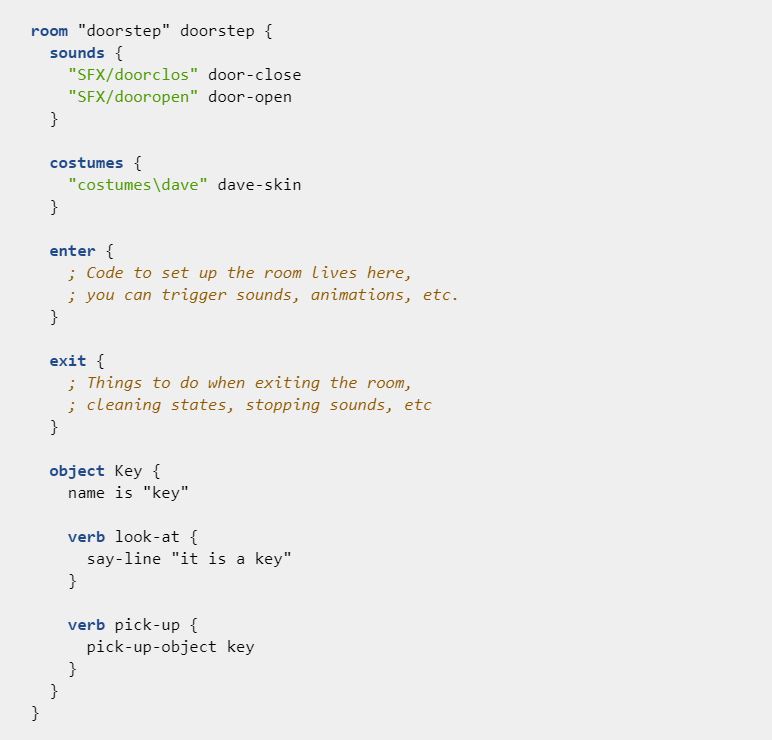 room "doorstep" doorstep {
  sounds {
    "SFX/doorclos" door-close
    "SFX/dooropen" door-open
  }

  costumes {
    "costumes\dave" dave-skin
  }

  enter {
    ; Code to set up the room lives here,
    ; you can trigger sounds, animations, etc.
  }

  exit {
    ; Things to do when exiting the room,
    ; cleaning states, stopping sounds, etc
  }

  object Key {
    name is "key"

    verb look-at {
      say-line "it is a key"
    }

    verb pick-up {
      pick-up-object key
    }
  }
}